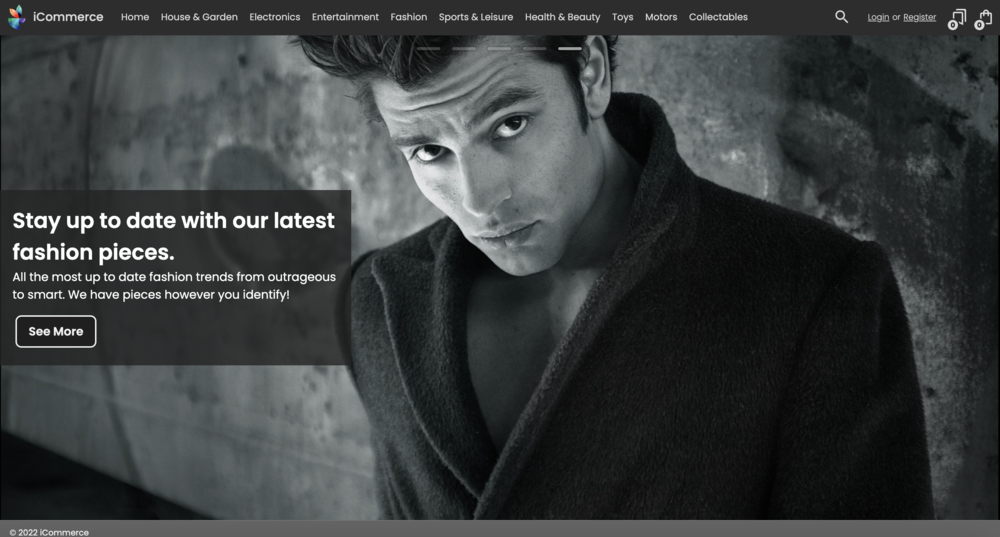 iCommerce Home House & Garden Electronics Entertainment Fashion Sports & Leisure Health & Beauty Toys Motors Collectables Login or Register 0 0
Stay up to date with our latest
fashion pieces.
All the most up to date fashion trends from outrageous
to smart. We have pieces however you identify!
See More
© 2022 iCommerce